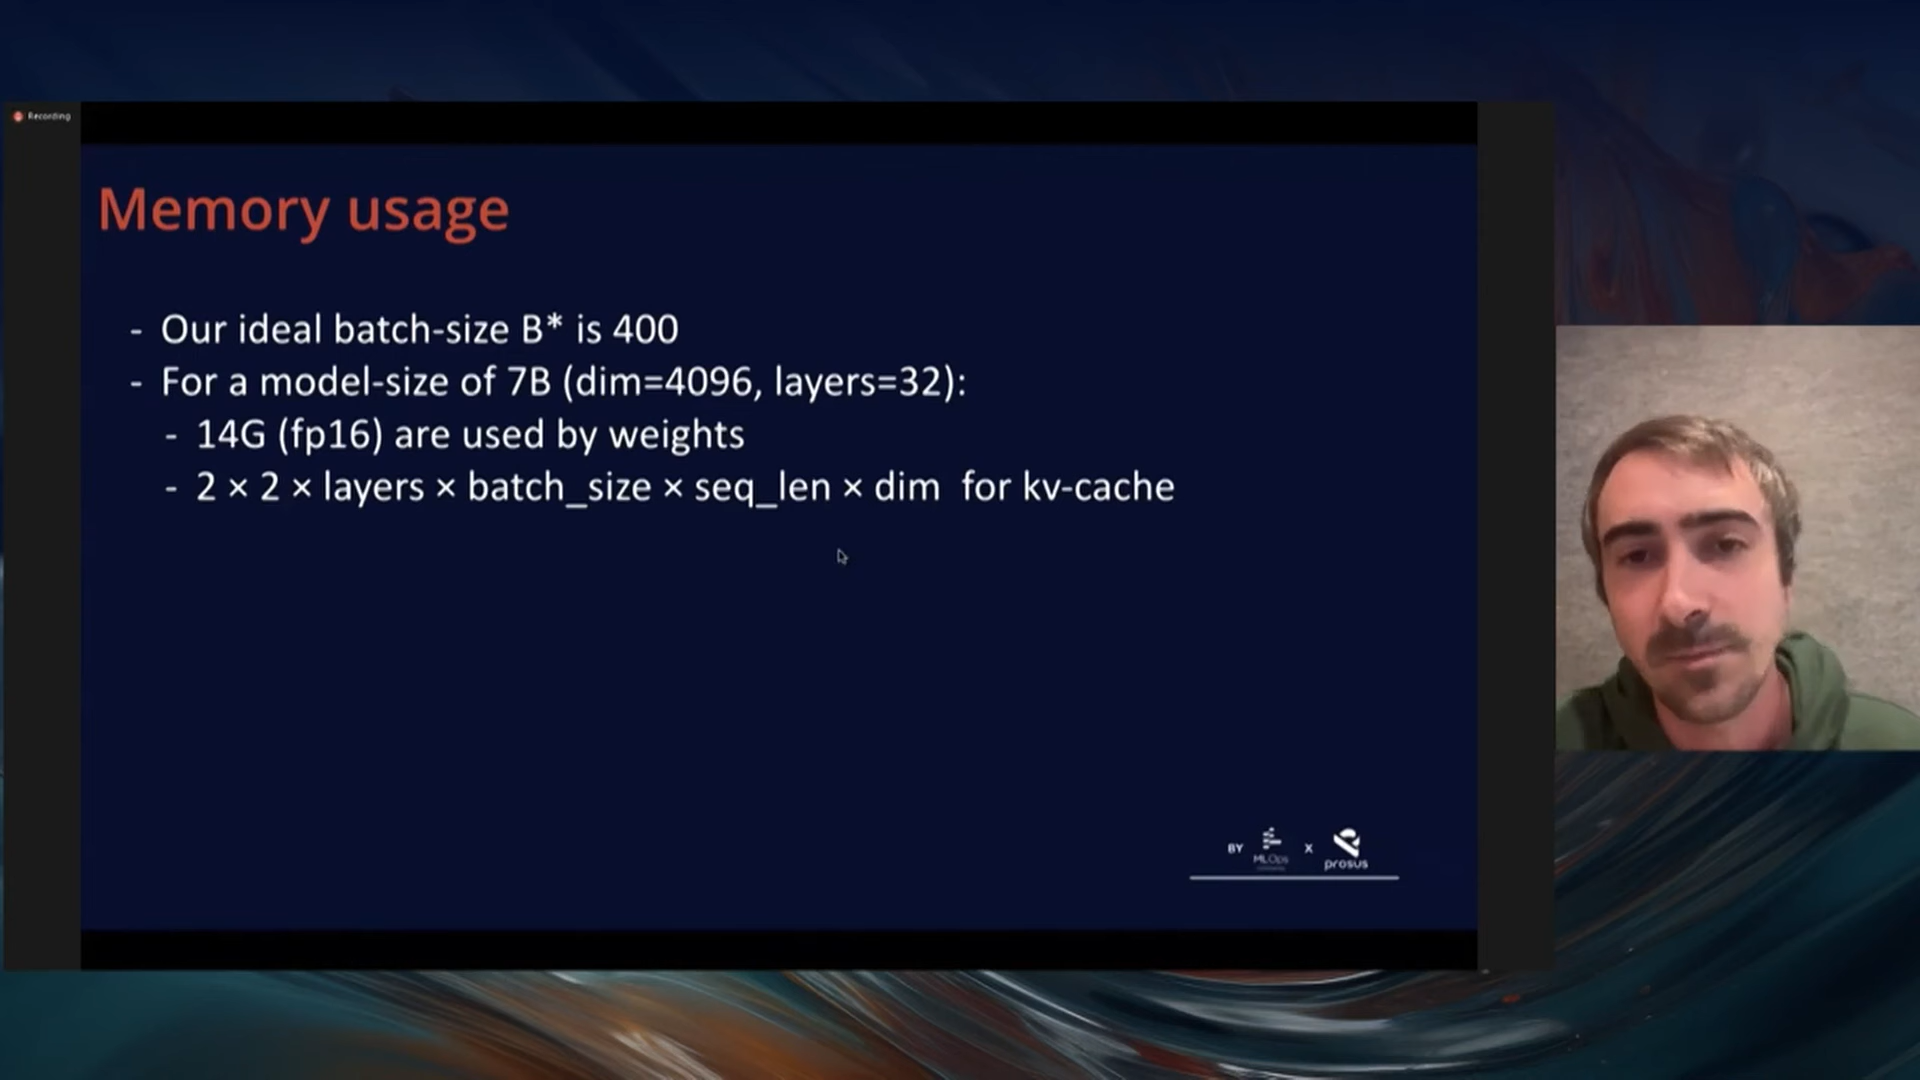 Recording
Memory usage
- Our ideal batch-size B* is 400
- For a model-size of 7B (dim=4096, layers=32):
- 14G (fp16) are used by weights
- 2 × 2 × layers × batch_size × seq_len × dim for kv-cache
BY MLOps X prosus